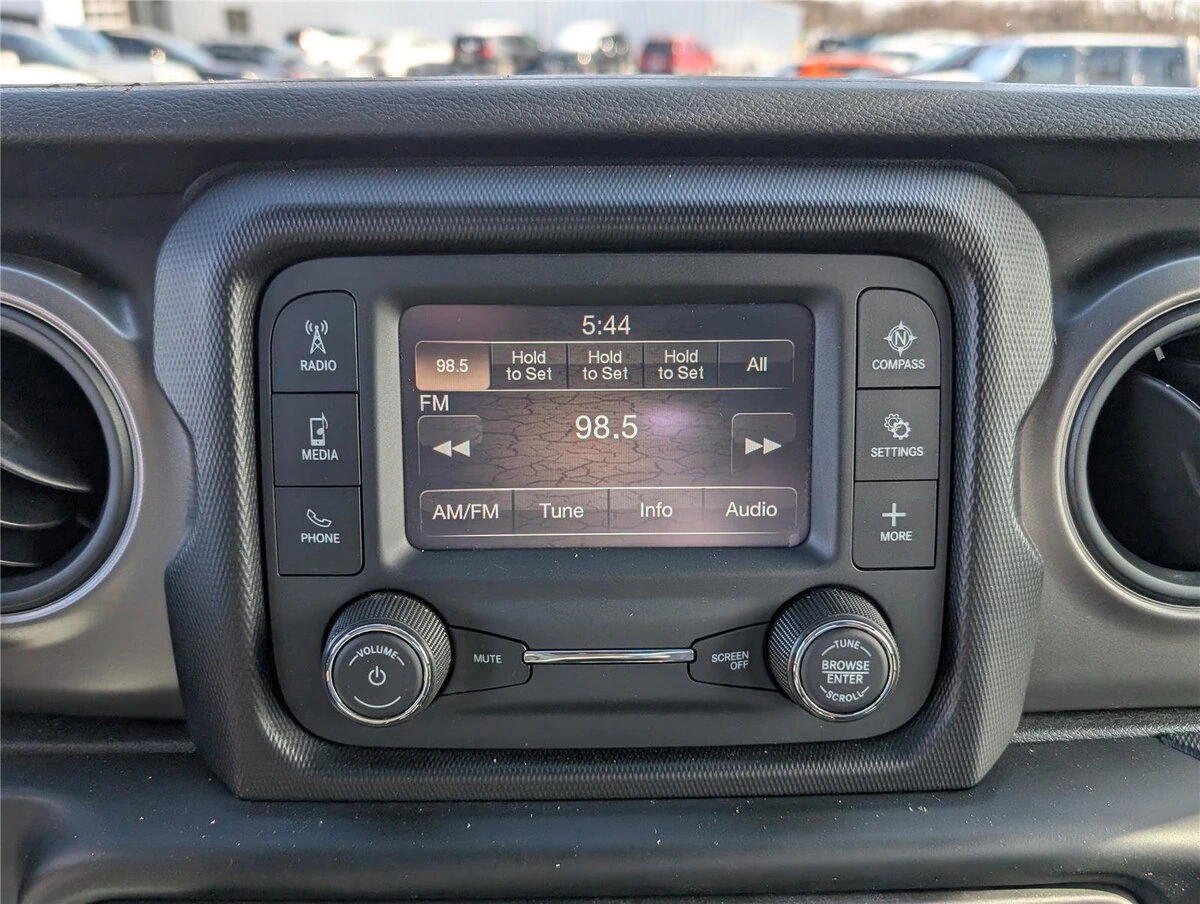 5:44
98.5
Hold
to Set
Hold
to Set
Hold
to Set
All
FM
98.5
AM/FM
Tune
Info
Audio
RADIO
MEDIA
PHONE
N
COMPASS
SETTINGS
MORE
VOLUME
MUTE
SCREEN
OFF
TUNE
BROWSE
ENTER
SCROLL